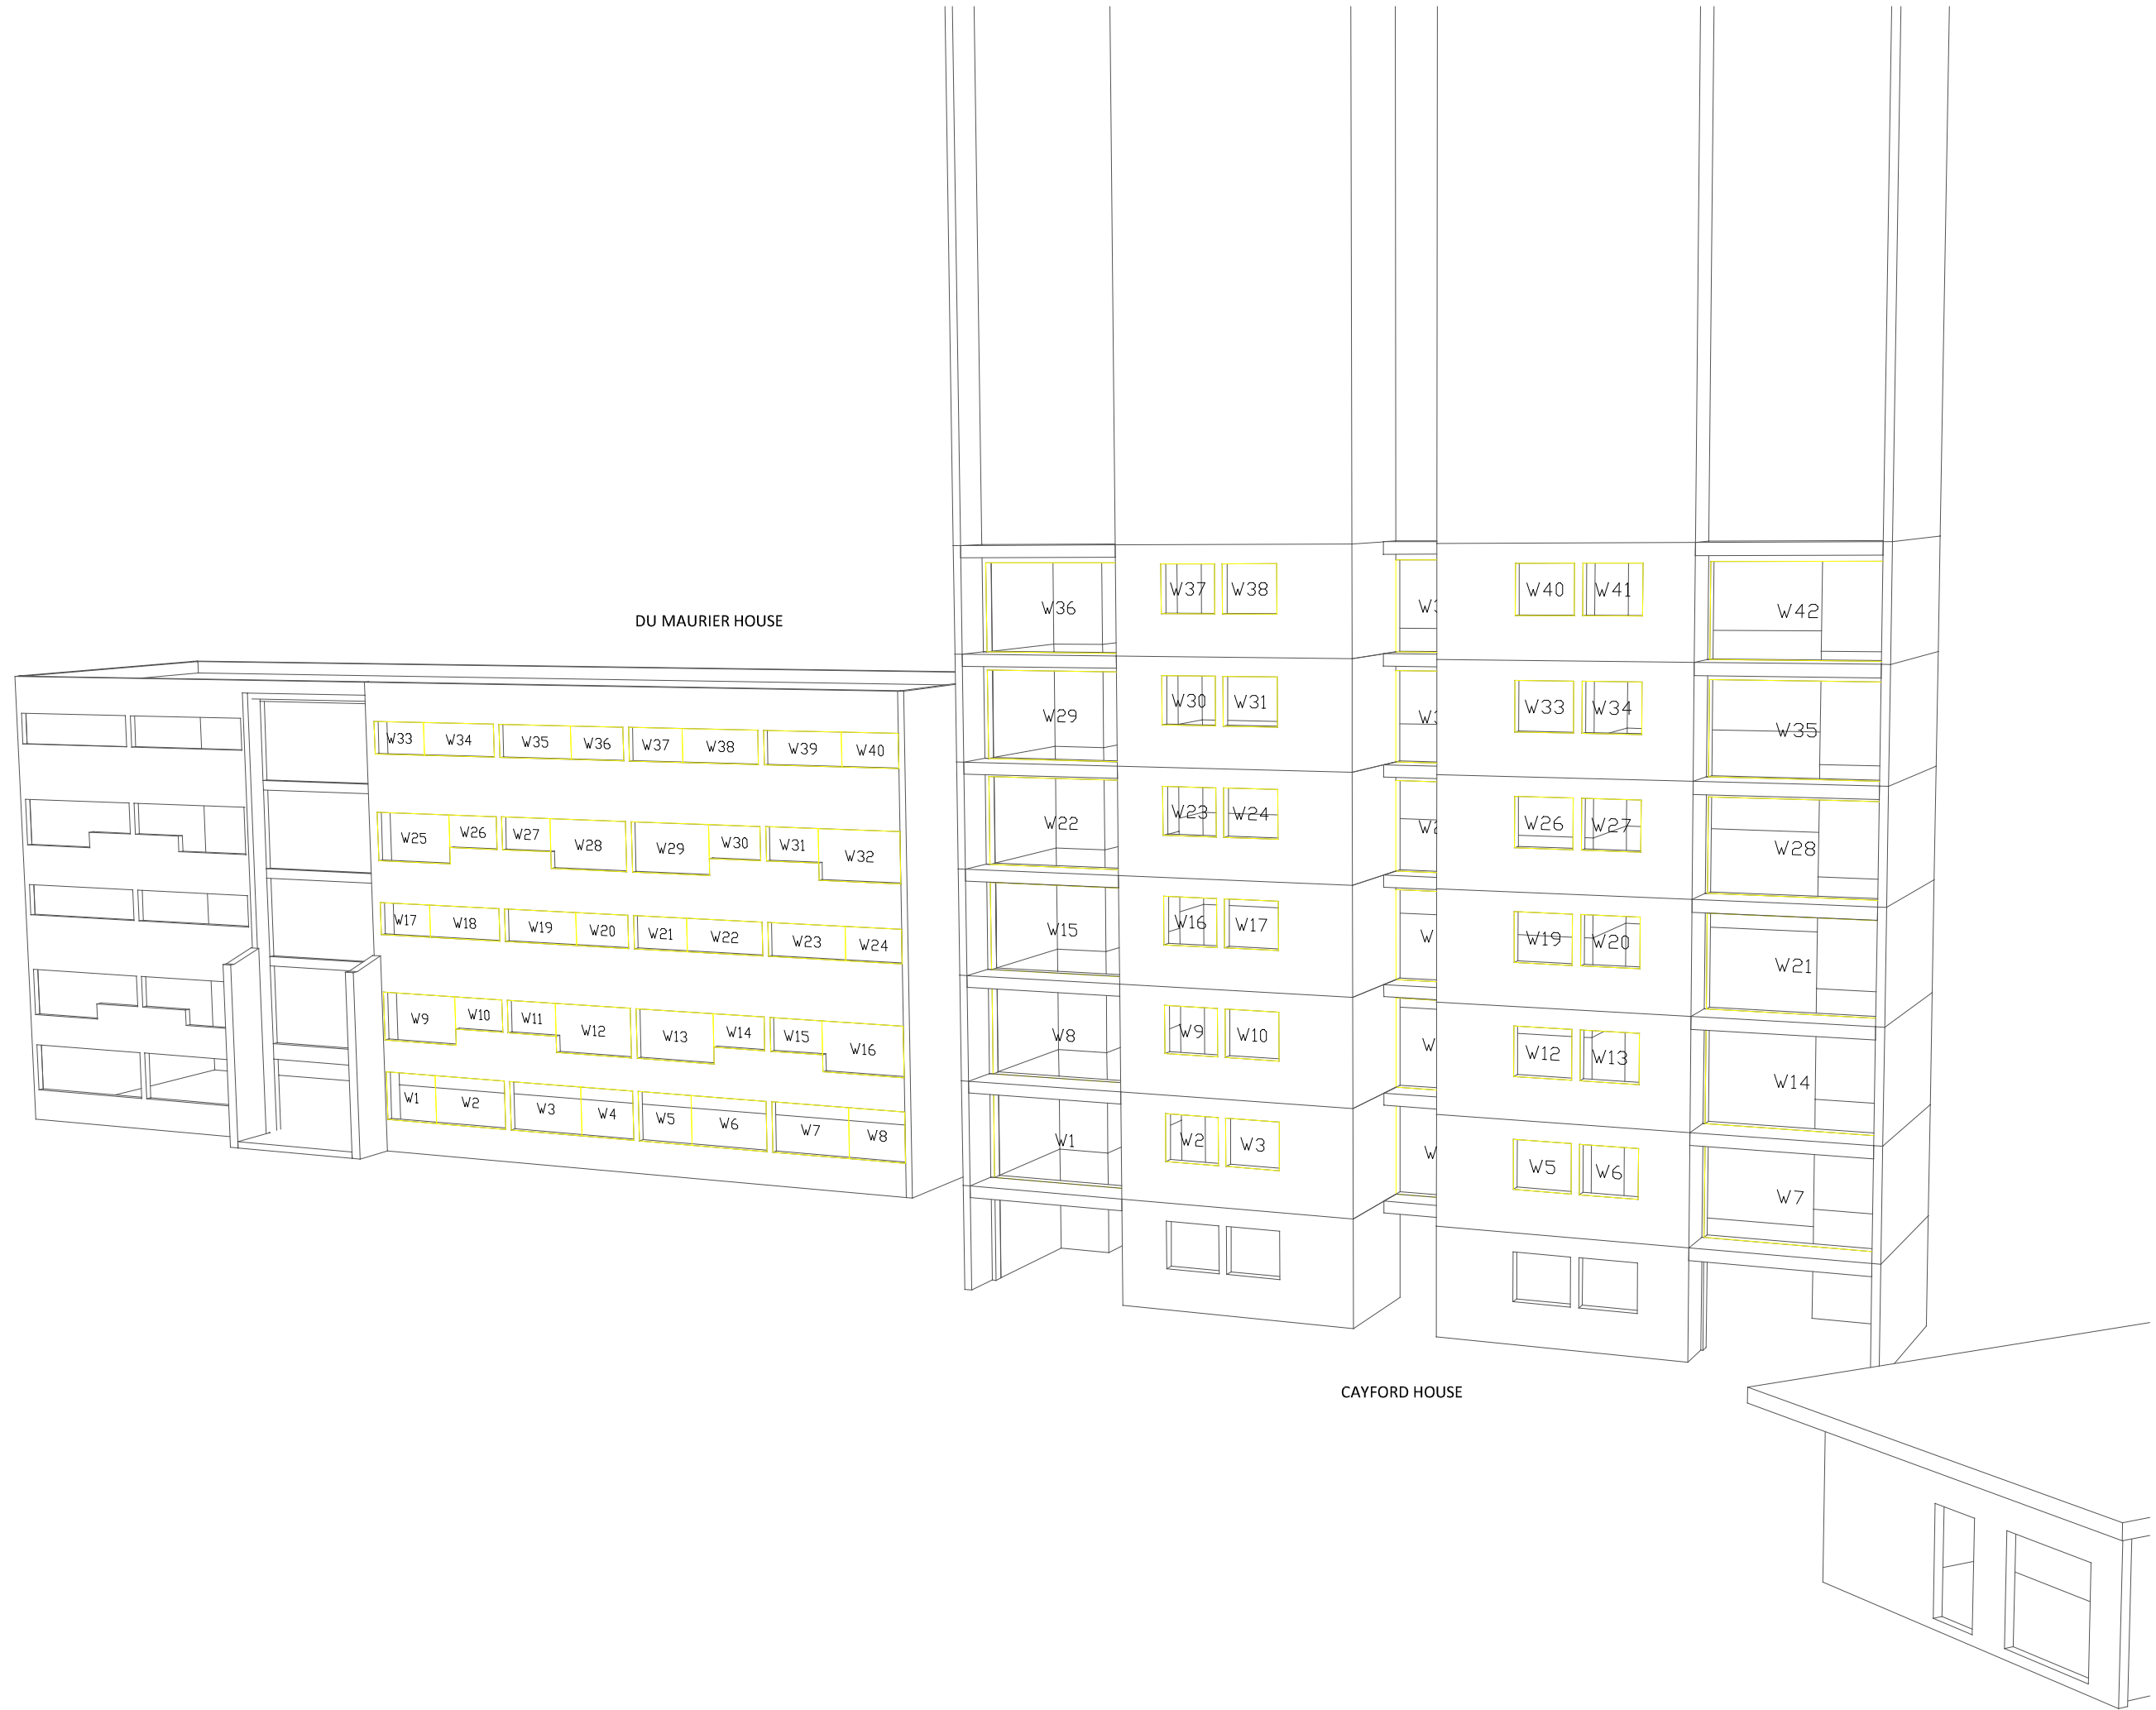 DU MAURIER HOUSE
W33 W34 W35 W36 W37 W38 W39 W40
W25 W26 W27 W28 W29 W30 W31 W32
W17 W18 W19 W20 W21 W22 W23 W24
W9 W10 W11 W12 W13 W14 W15 W16
W1 W2 W3 W4 W5 W6 W7 W8
W36 W37 W38 W40 W41 W42
W29 W30 W31 W33 W34 W35
W22 W23 W24 W26 W27 W28
W15 W16 W17 W W19 W20 W21
W8 W9 W10 W W12 W13 W14
W1 W2 W3 W W5 W6 W7
CAYFORD HOUSE